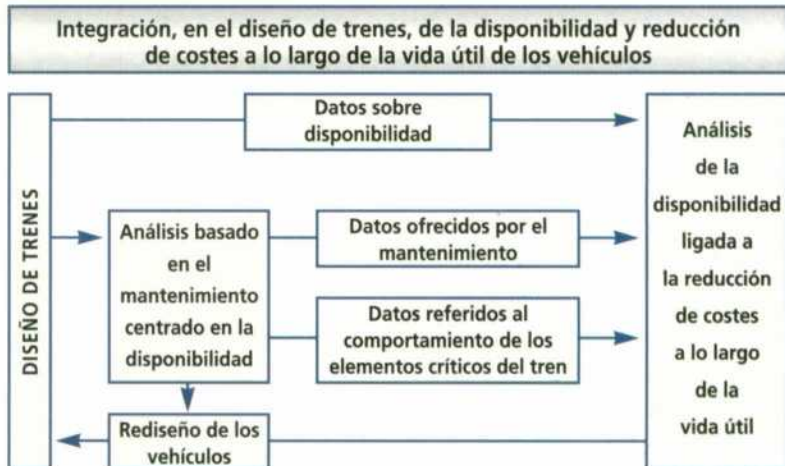 Integración, en el diseño de trenes, de la disponibilidad y reducción
de costes a lo largo de la vida útil de los vehículos
DISEÑO DE TRENES
Datos sobre
disponibilidad
Análisis basado
en el
mantenimiento
centrado en la
disponibilidad
Datos ofrecidos por el
mantenimiento
Datos referidos al
comportamiento de los
elementos críticos del tren
Rediseño de los
vehículos
Análisis
de la
disponibilidad
ligada a
la reducción
de costes
a lo largo
de la
vida útil